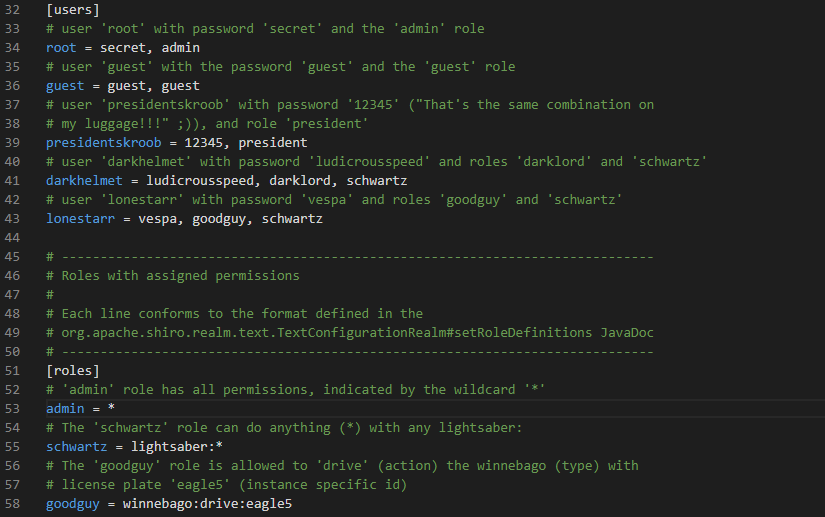 32 [users]
33 # user 'root' with password 'secret' and the 'admin' role
34 root = secret, admin
35 # user 'guest' with the password 'guest' and the 'guest' role
36 guest = guest, guest
37 # user 'presidentskroob' with password '12345' ("That's the same combination on
38 # my luggage!!!" ;)), and role 'president'
39 presidentskroob = 12345, president
40 # user 'darkhelmet' with password 'ludicrousspeed' and roles 'darklord' and 'schwartz'
41 darkhelmet = ludicrousspeed, darklord, schwartz
42 # user 'lonestarr' with password 'vespa' and roles 'goodguy' and 'schwartz'
43 lonestarr = vespa, goodguy, schwartz
44
45 # -----------------------------------------------------------------------------
46 # Roles with assigned permissions
47 #
48 # Each line conforms to the format defined in the
49 # org.apache.shiro.realm.text.TextConfigurationRealm#setRoleDefinitions JavaDoc
50 # -----------------------------------------------------------------------------
51 [roles]
52 # 'admin' role has all permissions, indicated by the wildcard '*'
53 admin = *
54 # The 'schwartz' role can do anything (*) with any lightsaber:
55 schwartz = lightsaber:*
56 # The 'goodguy' role is allowed to 'drive' (action) the winnebago (type) with
57 # license plate 'eagle5' (instance specific id)
58 goodguy = winnebago:drive:eagle5